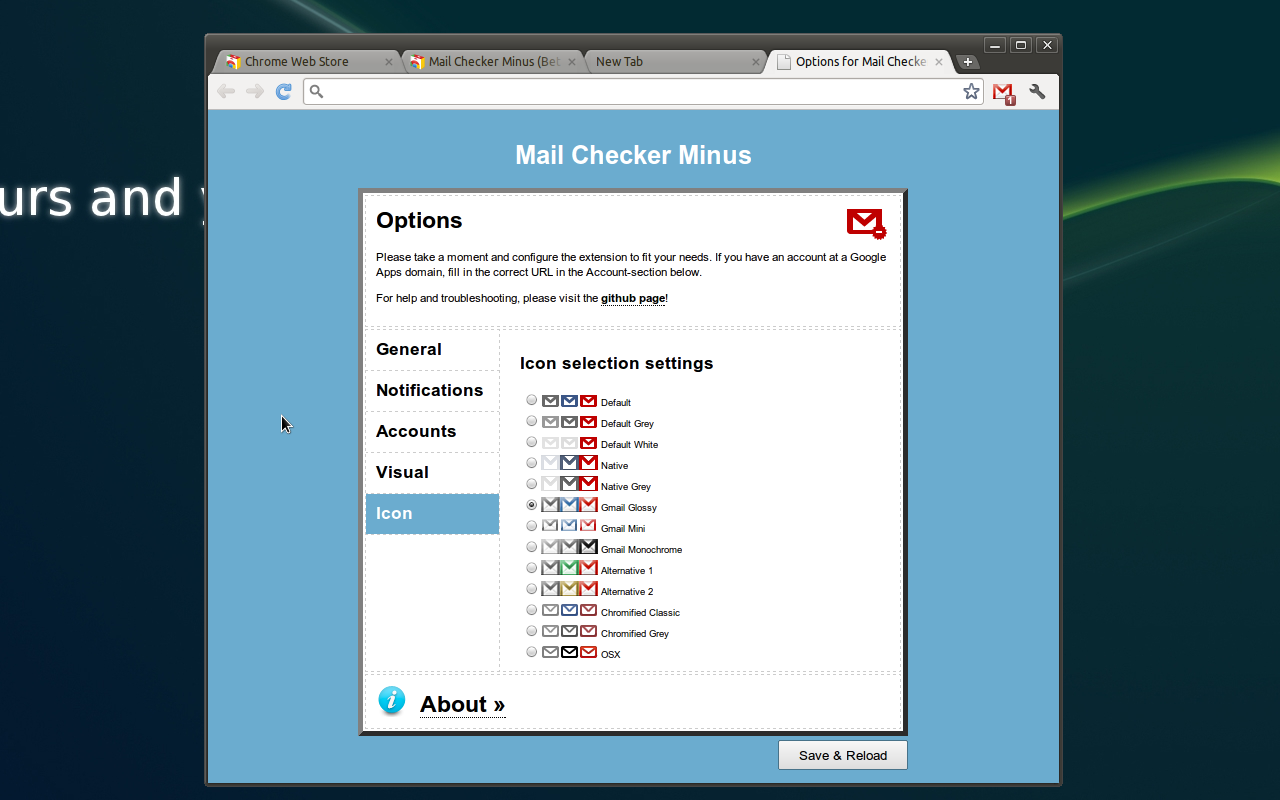 Chrome Web Store
Mail Checker Minus (Bet
New Tab
Options for Mail Checke
1
Mail Checker Minus
urs and
Options
Please take a moment and configure the extension to fit your needs. If you have an account at a Google
Apps domain, fill in the correct URL in the Account-section below.
For help and troubleshooting, please visit the github page!
General
Notifications
Accounts
Visual
Icon
Icon selection settings
Default
Default Grey
Default White
Native
Native Grey
Gmail Glossy
Gmail Mini
Gmail Monochrome
Alternative 1
Alternative 2
Chromified Classic
Chromified Grey
OSX
i
About »
Save & Reload